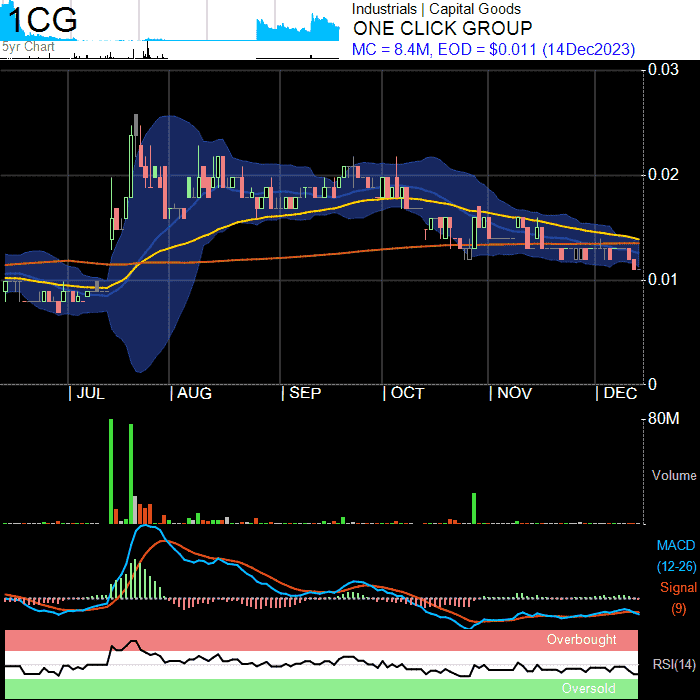 1CG
5yr Chart
Industrials | Capital Goods
ONE CLICK GROUP
MC = 8.4M, EOD = $0.011 (14Dec2023)
0.03
0.02
0.01
0
| JUL | AUG | SEP | OCT | NOV | DEC
80M
Volume
MACD
(12-26)
Signal
(9)
Overbought
RSI(14)
Oversold